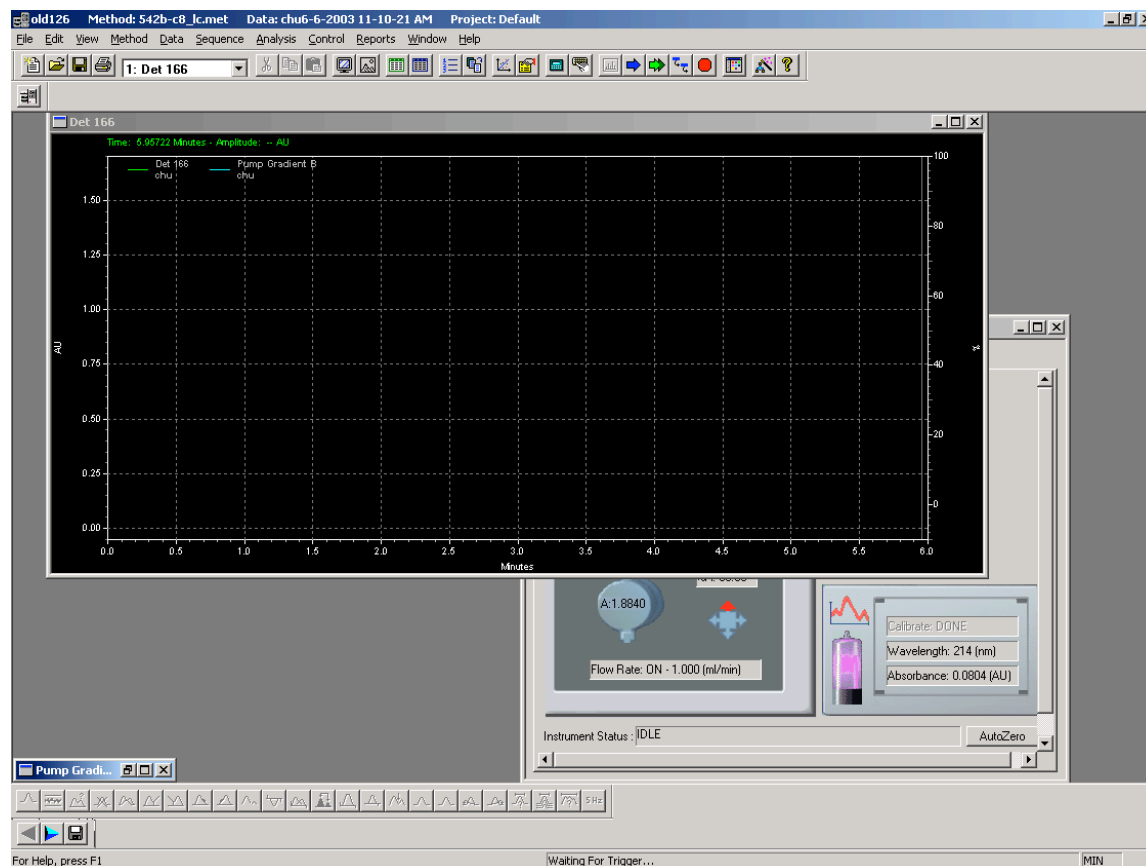 old126 Method: 542b-c8_lc.met Data: chu6-6-2003 11-10-21 AM Project: Default
File Edit View Method Data Sequence Analysis Control Reports Window Help
1: Det 166
Det 166
Time: 5.95722 Minutes - Amplitude: -- AU
Det 166 Pump Gradient B
chu chu
100
1.50
80
1.25
1.00
60
AU
%
0.75
40
0.50
20
0.25
0
0.00
0.0 0.5 1.0 1.5 2.0 2.5 3.0 3.5 4.0 4.5 5.0 5.5 6.0
Minutes
A:1.8840
Flow Rate: ON - 1.000 (ml/min)
Calibrate: DONE
Wavelength: 214 (nm)
Absorbance: 0.0804 (AU)
Instrument Status : IDLE
AutoZero
Pump Gradi...
5 Hz
For Help, press F1
Waiting For Trigger...
MIN